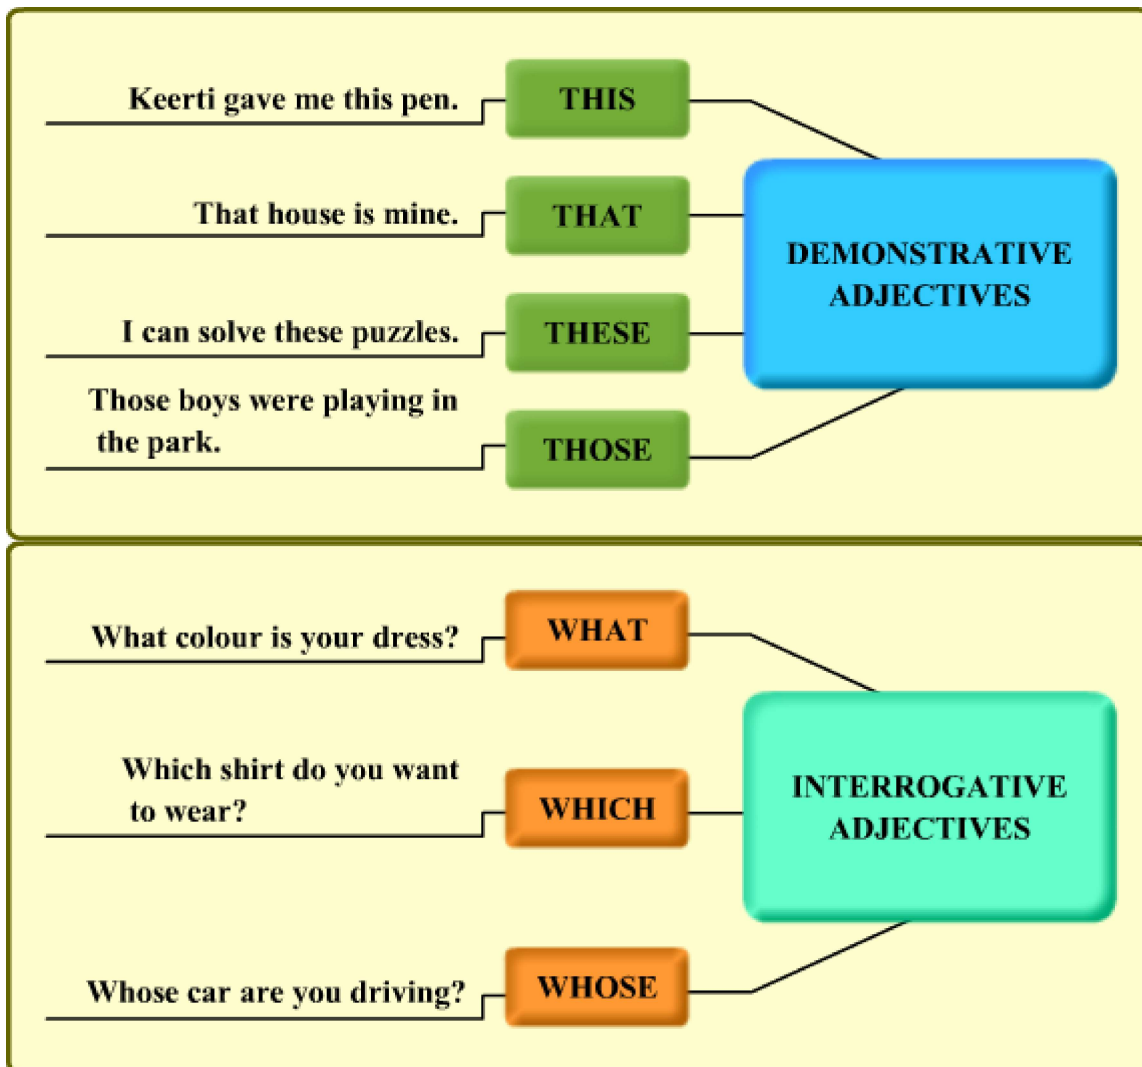 Keerti gave me this pen.
THIS
That house is mine.
THAT
DEMONSTRATIVE
ADJECTIVES
I can solve these puzzles.
THESE
Those boys were playing in
the park.
THOSE
What colour is your dress?
WHAT
Which shirt do you want
to wear?
WHICH
INTERROGATIVE
ADJECTIVES
Whose car are you driving?
WHOSE